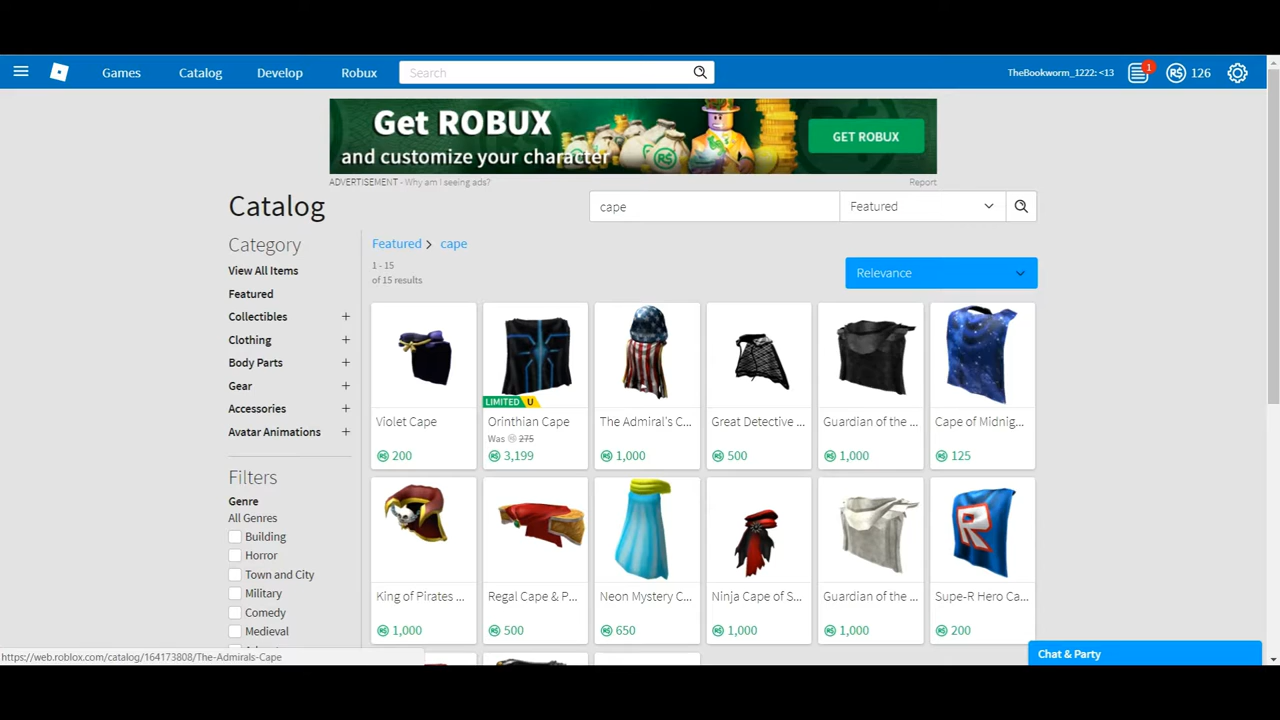 Games
Catalog
Develop
Robux
Search
TheBookworm_1222: <13
1
126
Get ROBUX
and customize your character
GET ROBUX
ADVERTISEMENT - Why am I seeing ads?
Report
Catalog
cape
Featured
Category
View All Items
Featured
Collectibles +
Clothing +
Body Parts +
Gear +
Accessories +
Avatar Animations +
Filters
Genre
All Genres
Building
Horror
Town and City
Military
Comedy
Medieval
Featured > cape
1 - 15
of 15 results
Relevance
Violet Cape
R$ 200
LIMITED U
Orinthian Cape
Was R$ 275
R$ 3,199
The Admiral's C...
R$ 1,000
Great Detective ...
R$ 500
Guardian of the ...
R$ 1,000
Cape of Midnig...
R$ 125
King of Pirates ...
R$ 1,000
Regal Cape & P...
R$ 500
Neon Mystery C...
R$ 650
Ninja Cape of S...
R$ 1,000
Guardian of the ...
R$ 1,000
R
Supe-R Hero Ca...
R$ 200
https://web.roblox.com/catalog/164173808/The-Admirals-Cape
Chat & Party